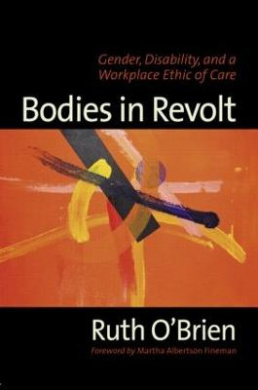 Gender, Disability, and a
Workplace Ethic of Care
Bodies in Revolt
Ruth O'Brien
Foreword by Martha Albertson Fineman